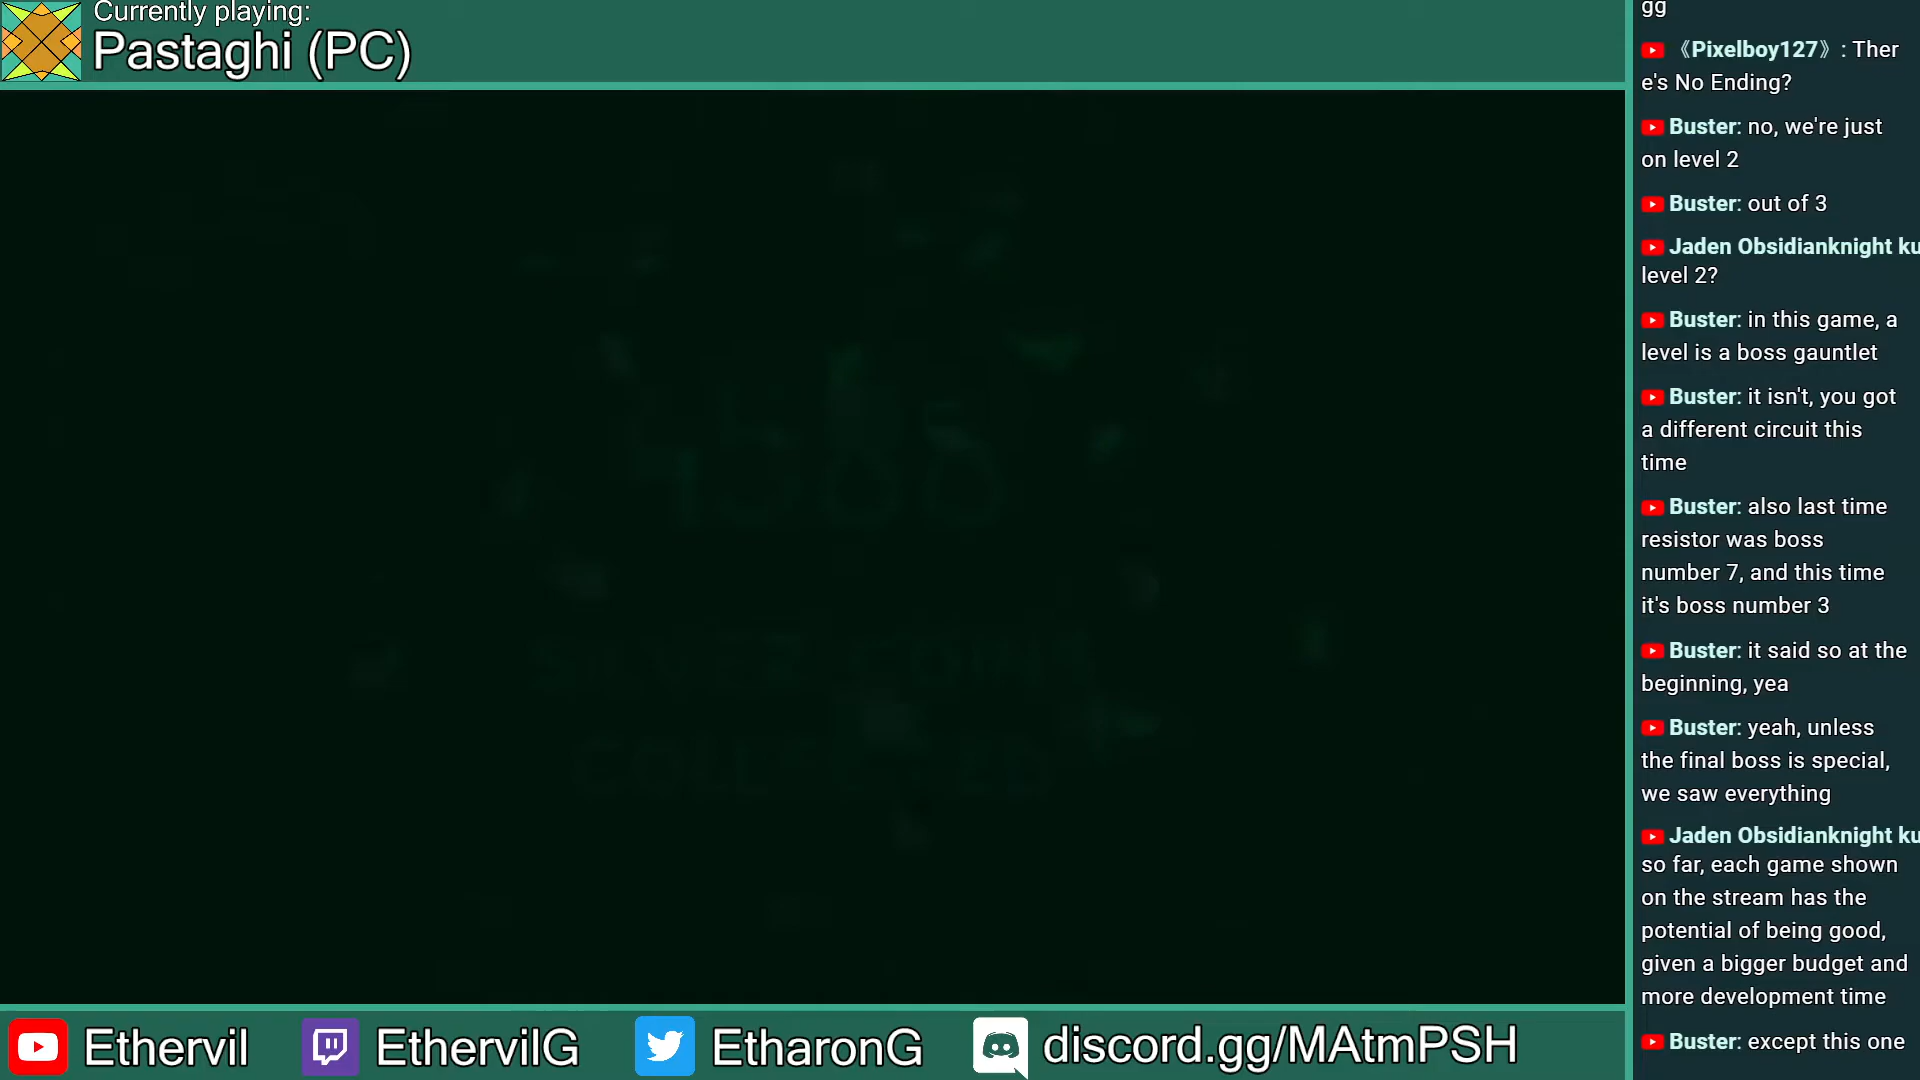 Currently playing:
Pastaghi (PC)
SILVER COINS
gg
《Pixelboy127》: Ther
e's No Ending?
Buster: no, we're just
on level 2
Buster: out of 3
Jaden Obsidianknight ku
level 2?
Buster: in this game, a
level is a boss gauntlet
Buster: it isn't, you got
a different circuit this
time
Buster: also last time
resistor was boss
number 7, and this time
it's boss number 3
Buster: it said so at the
beginning, yea
Buster: yeah, unless
the final boss is special,
we saw everything
Jaden Obsidianknight ku
so far, each game shown
on the stream has the
potential of being good,
given a bigger budget and
more development time
Buster: except this one
Ethervil
EthervilG
EtharonG
discord.gg/MAtmPSH